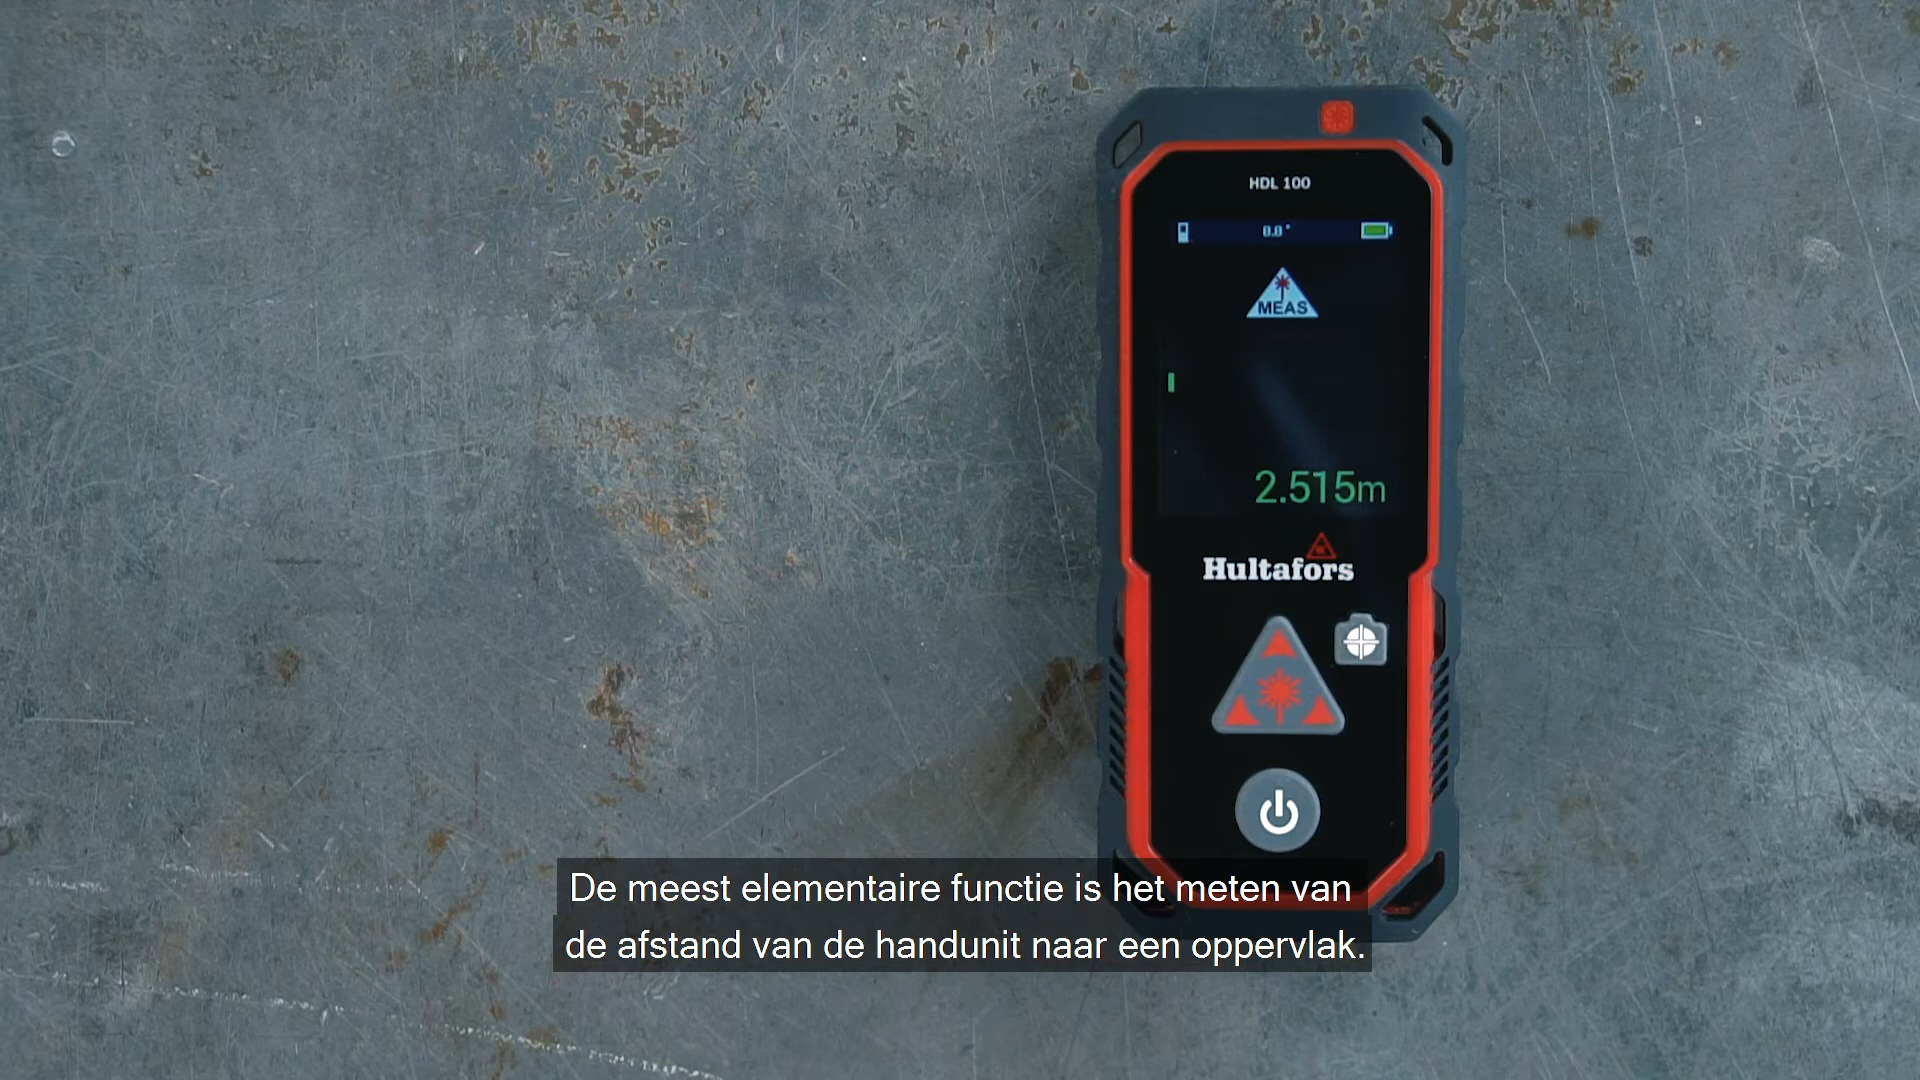 HDL 100
0.0°
MEAS
2.515m
Hultafors
De meest elementaire functie is het meten van
de afstand van de handunit naar een oppervlak.